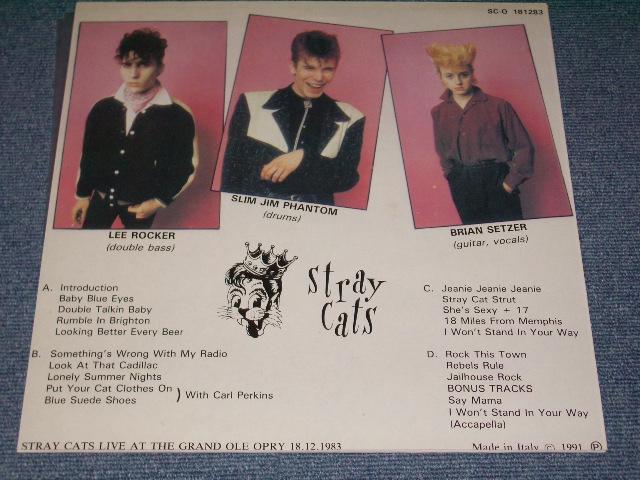 SC-O 181283
LEE ROCKER
(double bass)
SLIM JIM PHANTOM
(drums)
BRIAN SETZER
(guitar, vocals)
stray
cats
A. Introduction
Baby Blue Eyes
Double Talkin Baby
Rumble In Brighton
Looking Better Every Beer
B. Something's Wrong With My Radio
Look At That Cadillac
Lonely Summer Nights
Put Your Cat Clothes On
Blue Suede Shoes
) With Carl Perkins
C. Jeanie Jeanie Jeanie
Stray Cat Strut
She's Sexy + 17
18 Miles From Memphis
I Won't Stand In Your Way
D. Rock This Town
Rebels Rule
Jailhouse Rock
BONUS TRACKS
Say Mama
I Won't Stand In Your Way
(Accapella)
STRAY CATS LIVE AT THE GRAND OLE OPRY 18.12.1983
Made in Italy © 1991 ℗